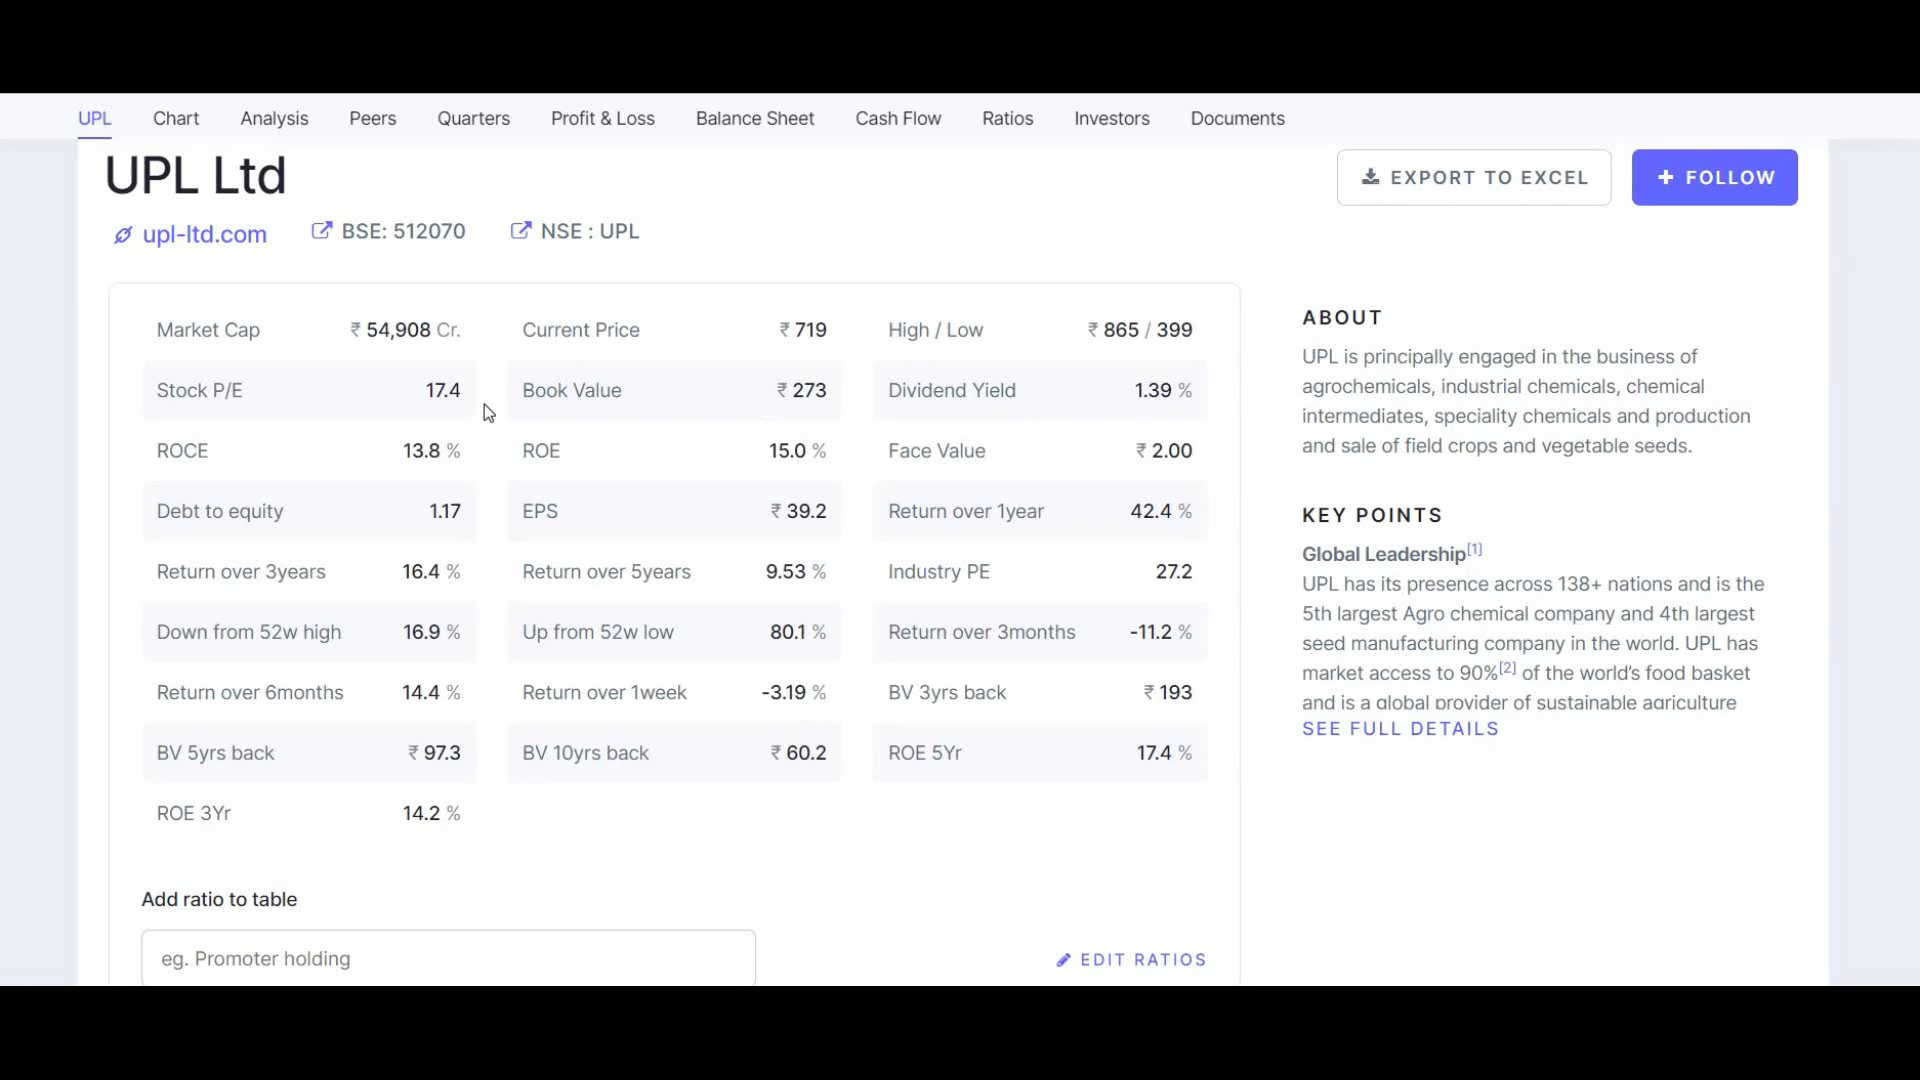 UPL Chart Analysis Peers Quarters Profit & Loss Balance Sheet Cash Flow Ratios Investors Documents
UPL Ltd
EXPORT TO EXCEL
FOLLOW
upl-ltd.com BSE: 512070 NSE : UPL
Market Cap ₹ 54,908 Cr. Current Price ₹ 719 High / Low ₹ 865 / 399
Stock P/E 17.4 Book Value ₹ 273 Dividend Yield 1.39 %
ROCE 13.8 % ROE 15.0 % Face Value ₹ 2.00
Debt to equity 1.17 EPS ₹ 39.2 Return over 1year 42.4 %
Return over 3years 16.4 % Return over 5years 9.53 % Industry PE 27.2
Down from 52w high 16.9 % Up from 52w low 80.1 % Return over 3months -11.2 %
Return over 6months 14.4 % Return over 1week -3.19 % BV 3yrs back ₹ 193
BV 5yrs back ₹ 97.3 BV 10yrs back ₹ 60.2 ROE 5Yr 17.4 %
ROE 3Yr 14.2 %
Add ratio to table
eg. Promoter holding
EDIT RATIOS
ABOUT
UPL is principally engaged in the business of
agrochemicals, industrial chemicals, chemical
intermediates, speciality chemicals and production
and sale of field crops and vegetable seeds.
KEY POINTS
Global Leadership[1]
UPL has its presence across 138+ nations and is the
5th largest Agro chemical company and 4th largest
seed manufacturing company in the world. UPL has
market access to 90%[2] of the world's food basket
and is a global provider of sustainable agriculture
SEE FULL DETAILS